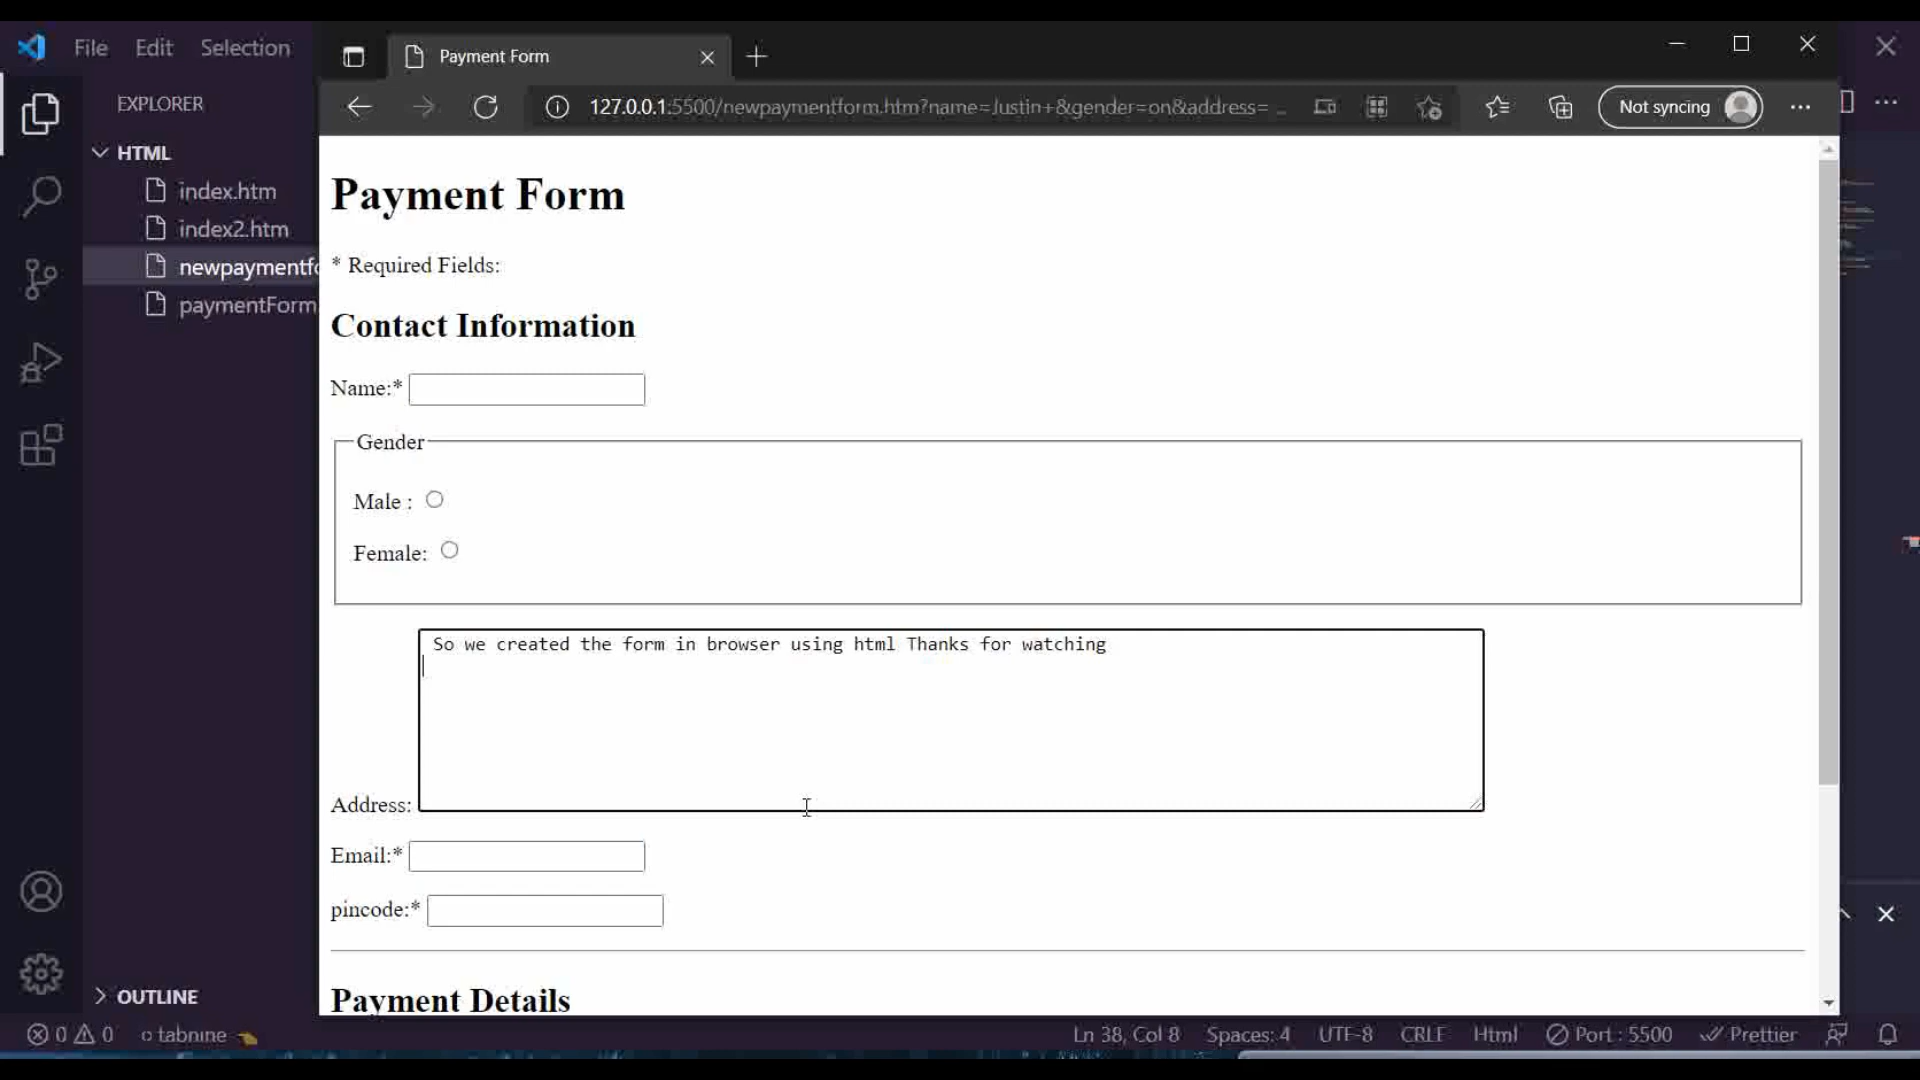 File Edit Selection
Payment Form
127.0.0.1:5500/newpaymentform.htm?name=Justin+&gender=on&address= ...
Not syncing
EXPLORER
HTML
index.htm
index2.htm
newpaymentfo
paymentForm
OUTLINE
Payment Form
* Required Fields:
Contact Information
Name:*
Gender
Male :
Female:
So we created the form in browser using html Thanks for watching
Address:
Email:*
pincode:*
Payment Details
0 0 tabnine Ln 38, Col 8 Spaces: 4 UTF-8 CRLF Html Port : 5500 Prettier